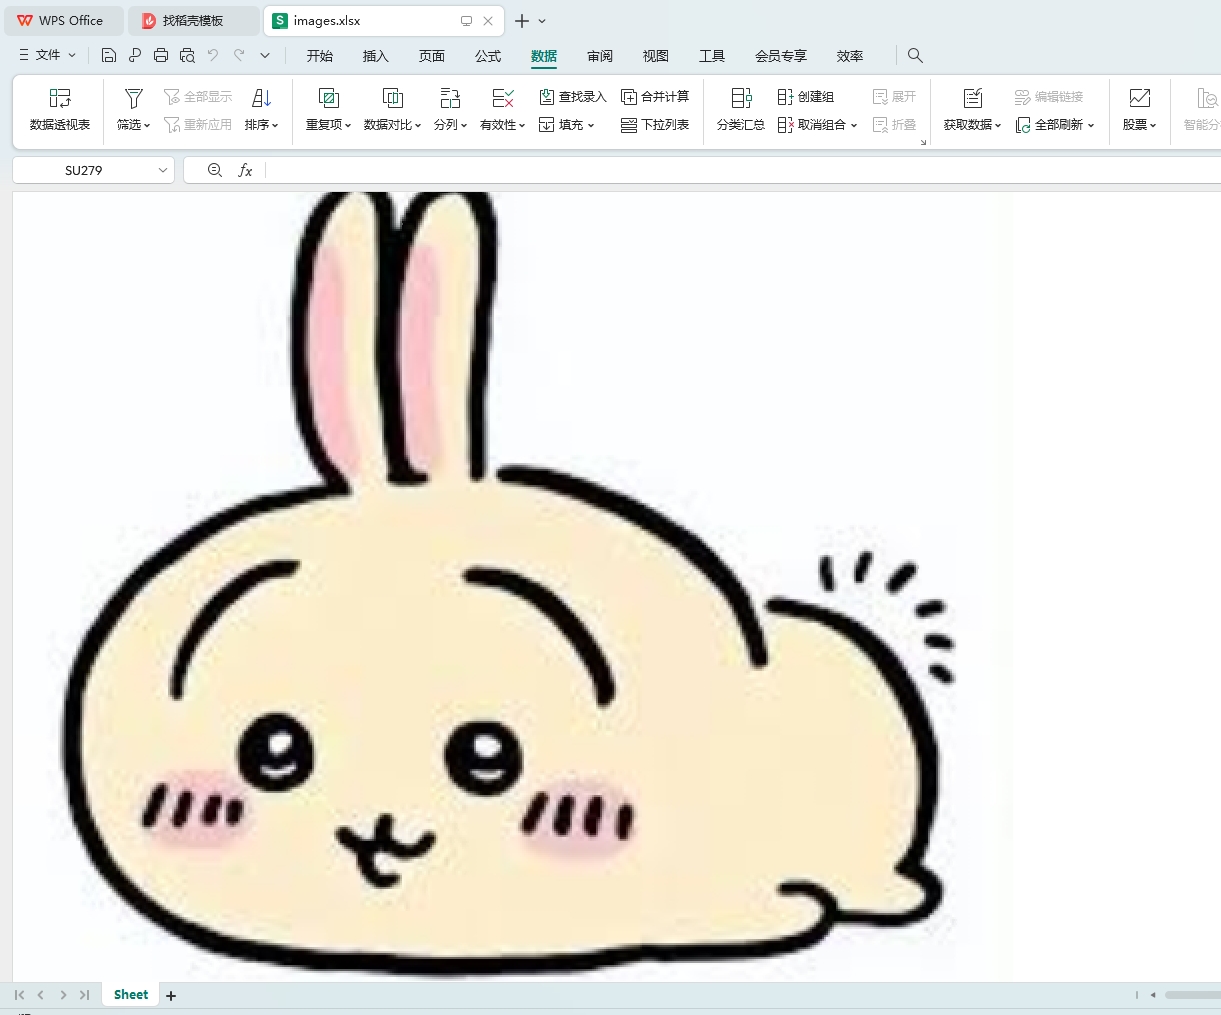 WPS Office 找稻壳模板 images.xlsx
文件 开始 插入 页面 公式 数据 审阅 视图 工具 会员专享 效率
全部显示 查找录入 合并计算 创建组 展开 编辑链接
数据透视表 筛选 重新应用 排序 重复项 数据对比 分列 有效性 填充 下拉列表 分类汇总 取消组合 折叠 获取数据 全部刷新 股票 智能分
SU279 fx
Sheet